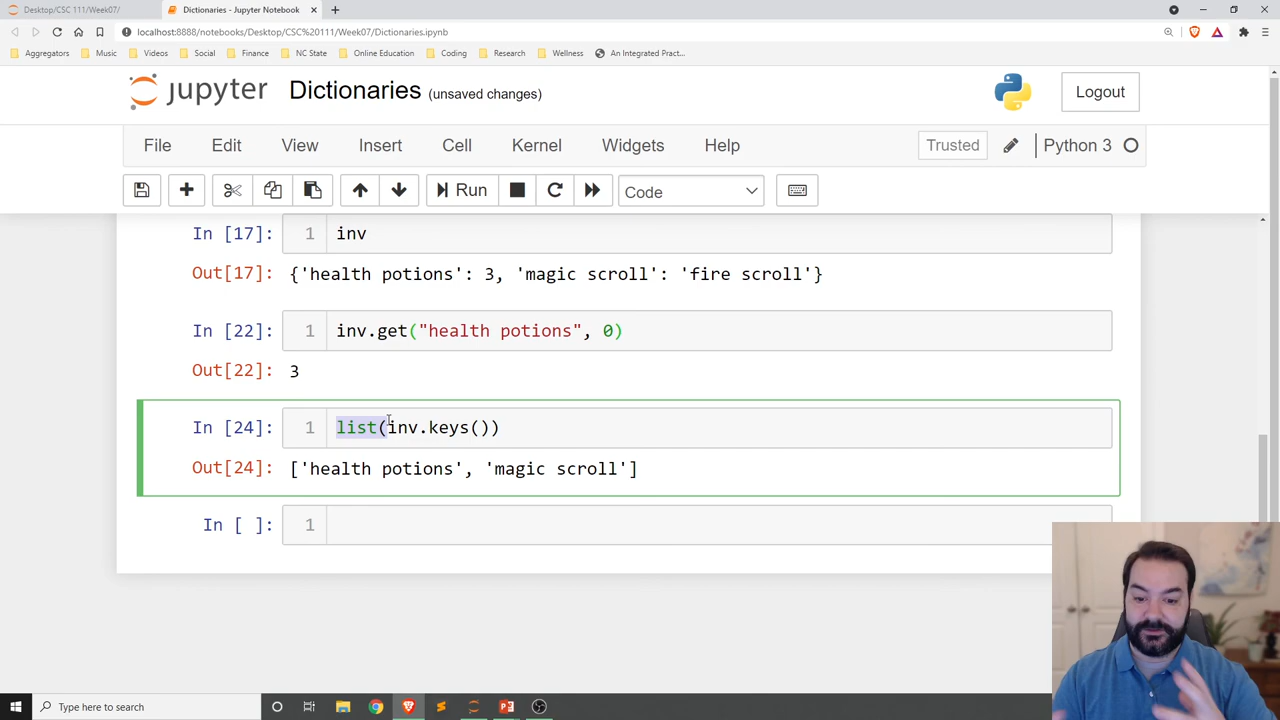 Desktop/CSC 111/Week07/
Dictionaries - Jupyter Notebook
localhost:8888/notebooks/Desktop/CSC%20111/Week07/Dictionaries.ipynb
Aggregators Music Videos Social Finance NC State Online Education Coding Research Wellness An Integrated Pract...
jupyter Dictionaries (unsaved changes)
Logout
File Edit View Insert Cell Kernel Widgets Help
Trusted Python 3
Run Code
In [17]: 1 inv
Out[17]: {'health potions': 3, 'magic scroll': 'fire scroll'}
In [22]: 1 inv.get("health potions", 0)
Out[22]: 3
In [24]: 1 list(inv.keys())
Out[24]: ['health potions', 'magic scroll']
In [ ]: 1
Type here to search